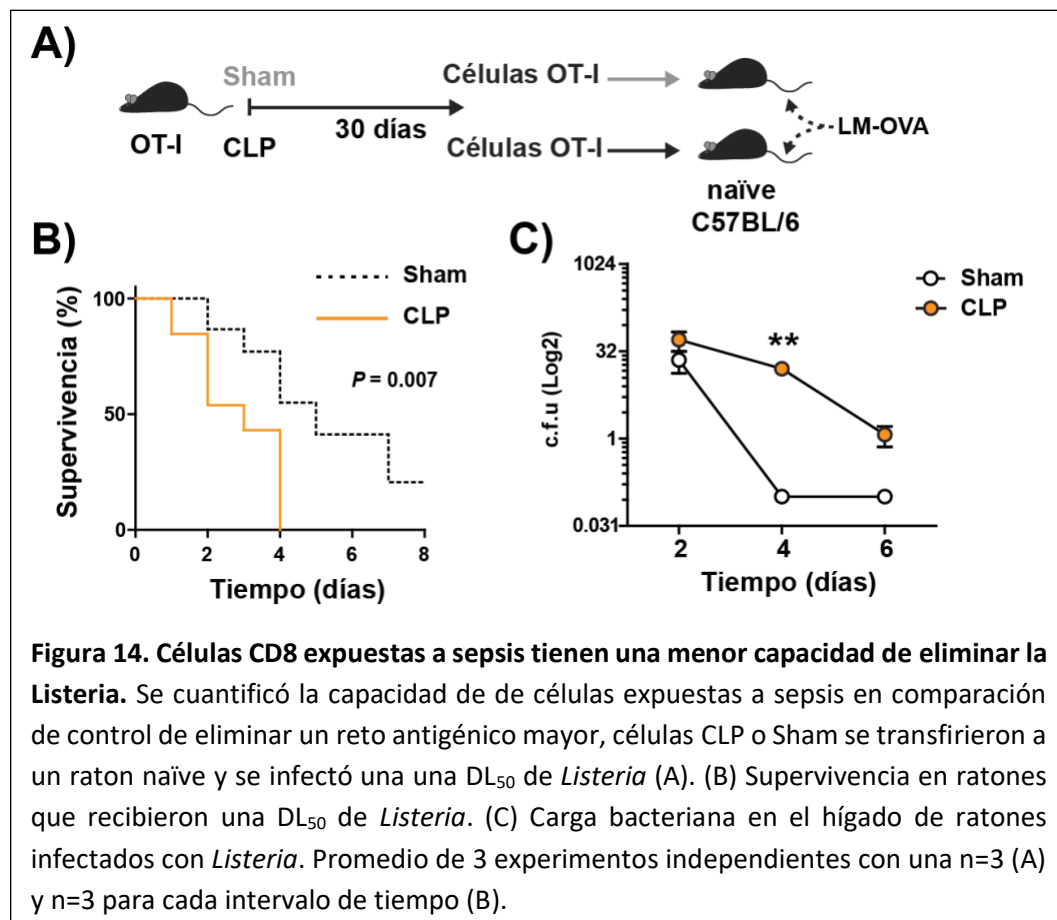 A)
Sham
OT-I
CLP
30 días
Células OT-I
Células OT-I
LM-OVA
naïve
C57BL/6
B)
Sham
CLP
P = 0.007
Supervivencia (%)
100
50
0
0 2 4 6 8
Tiempo (días)
C)
Sham
CLP
**
c.f.u (Log2)
1024
32
1
0.031
2 4 6
Tiempo (días)
Figura 14. Células CD8 expuestas a sepsis tienen una menor capacidad de eliminar la
Listeria. Se cuantificó la capacidad de de células expuestas a sepsis en comparación
de control de eliminar un reto antigénico mayor, células CLP o Sham se transfirieron a
un raton naïve y se infectó una una DL50 de Listeria (A). (B) Supervivencia en ratones
que recibieron una DL50 de Listeria. (C) Carga bacteriana en el hígado de ratones
infectados con Listeria. Promedio de 3 experimentos independientes con una n=3 (A)
y n=3 para cada intervalo de tiempo (B).